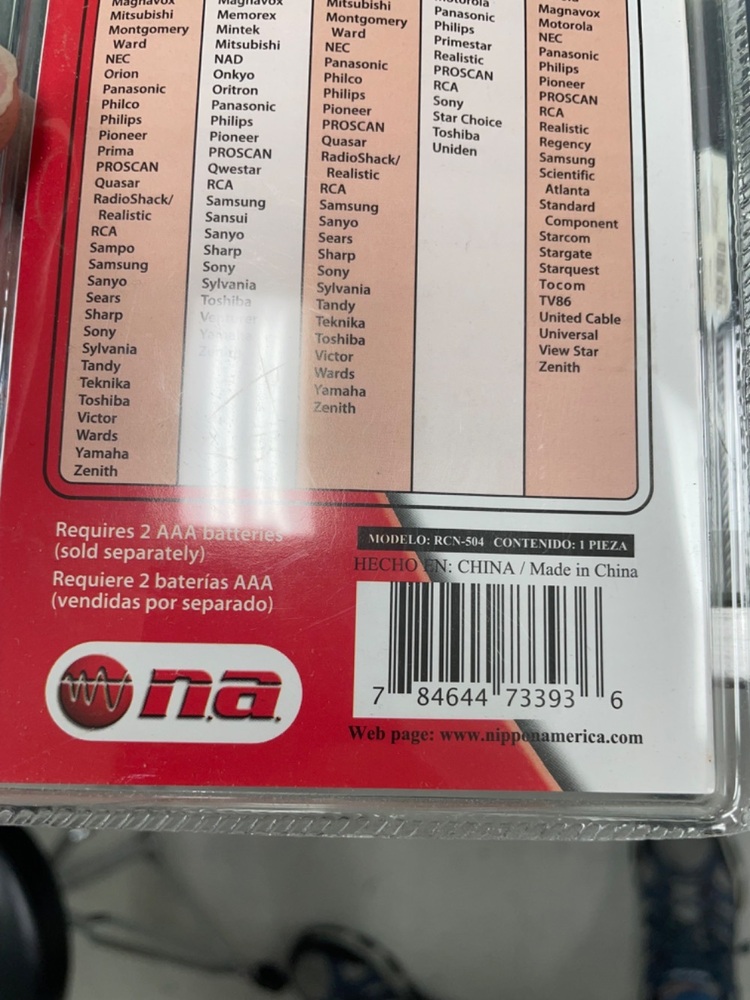 Magnavox
Mitsubishi
Montgomery
Ward
NEC
Orion
Panasonic
Philco
Philips
Pioneer
Prima
PROSCAN
Quasar
RadioShack/
Realistic
RCA
Sampo
Samsung
Sanyo
Sears
Sharp
Sony
Sylvania
Tandy
Teknika
Toshiba
Victor
Wards
Yamaha
Zenith
Magnavox
Memorex
Mintek
Mitsubishi
NAD
Onkyo
Oritron
Panasonic
Philips
Pioneer
PROSCAN
Qwestar
RCA
Samsung
Sansui
Sanyo
Sharp
Sony
Sylvania
Toshiba
Mitsubishi
Montgomery
Ward
NEC
Panasonic
Philco
Philips
Pioneer
PROSCAN
Quasar
RadioShack/
Realistic
RCA
Samsung
Sanyo
Sears
Sharp
Sony
Sylvania
Tandy
Teknika
Toshiba
Victor
Wards
Yamaha
Zenith
Motorola
Panasonic
Philips
Primestar
Realistic
PROSCAN
RCA
Sony
Star Choice
Toshiba
Uniden
Magnavox
Motorola
NEC
Panasonic
Philips
Pioneer
PROSCAN
RCA
Realistic
Regency
Samsung
Scientific
Atlanta
Standard
Component
Starcom
Stargate
Starquest
Tocom
TV86
United Cable
Universal
View Star
Zenith
Requires 2 AAA batteries
(sold separately)
Requiere 2 baterías AAA
(vendidas por separado)
n.a.
MODELO: RCN-504 CONTENIDO: 1 PIEZA
HECHO EN: CHINA / Made in China
7 84644 73393 6
Web page: www.nipponamerica.com